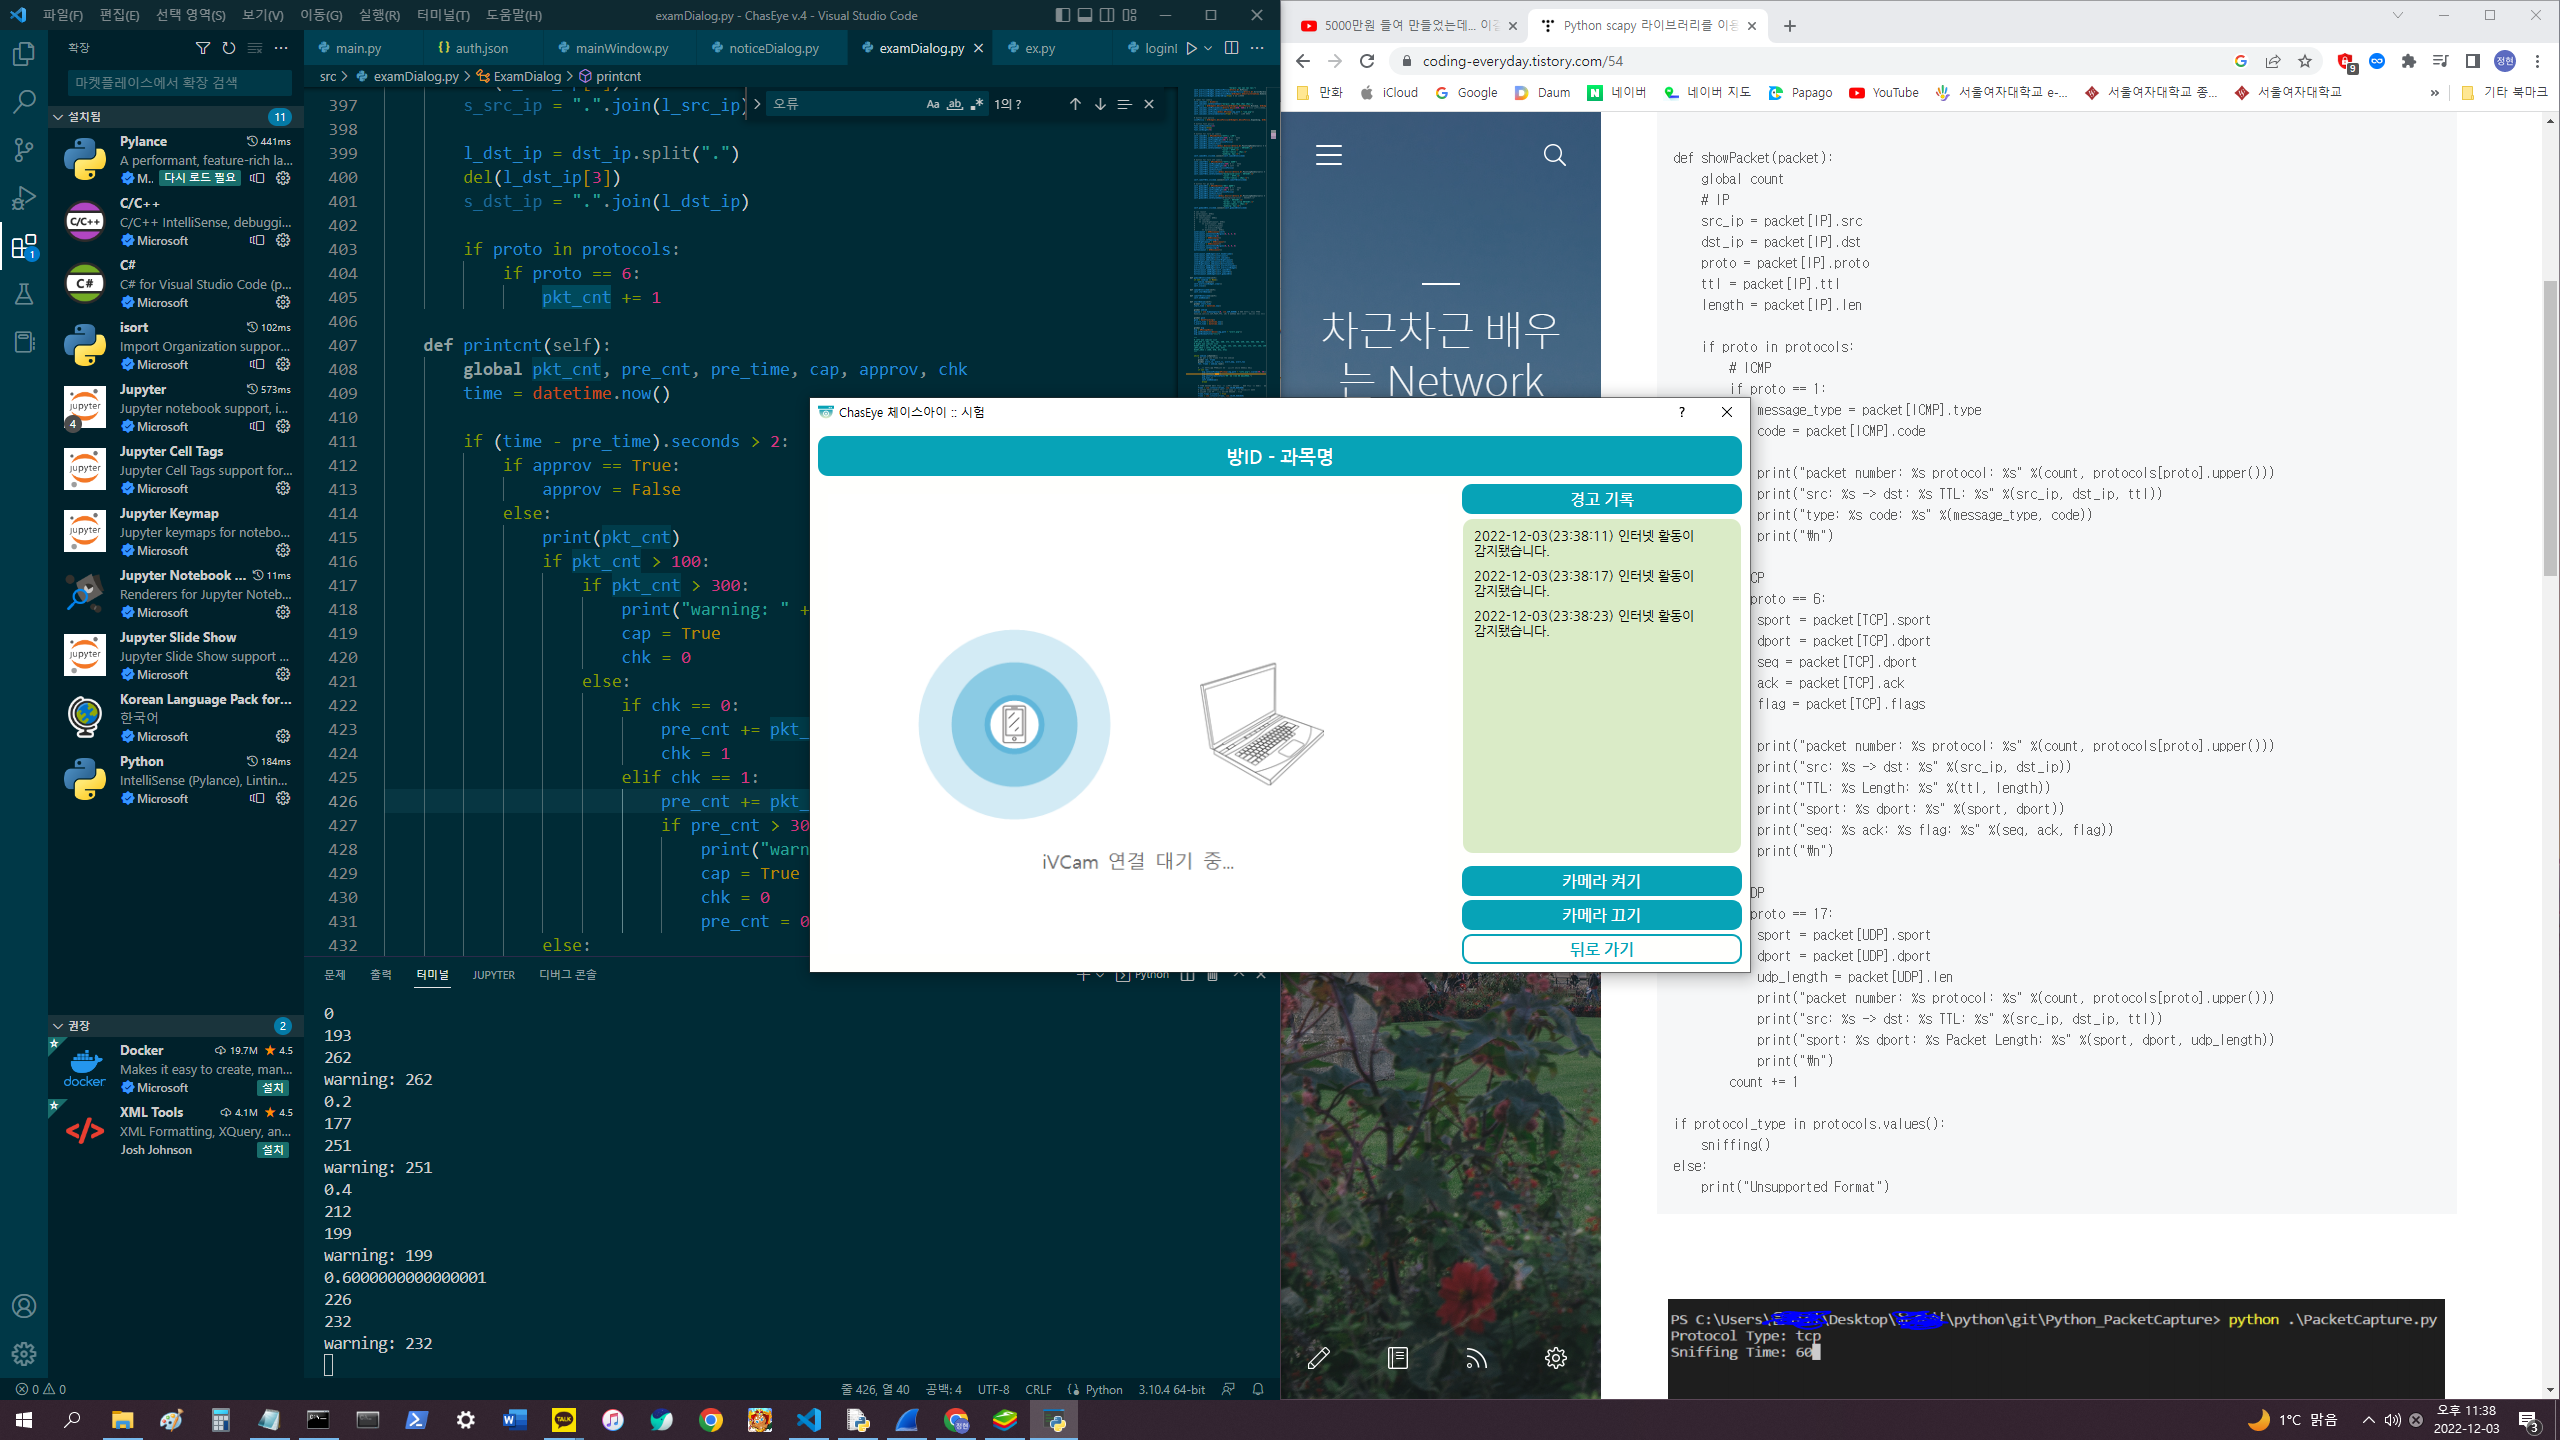 파일(F) 편집(E) 선택 영역(S) 보기(V) 이동(G) 실행(R) 터미널(T) 도움말(H)
examDialog.py - ChasEye v.4 - Visual Studio Code
확장
마켓플레이스에서 확장 검색
설치됨 11
Pylance 441ms
A performant, feature-rich la...
M.. 다시 로드 필요
C/C++
C/C++ IntelliSense, debuggi...
Microsoft
C#
C# for Visual Studio Code (p...
Microsoft
isort 102ms
Import Organization suppor...
Microsoft
Jupyter 573ms
Jupyter notebook support, i...
Microsoft
Jupyter Cell Tags
Jupyter Cell Tags support for...
Microsoft
Jupyter Keymap
Jupyter keymaps for notebo...
Microsoft
Jupyter Notebook ... 11ms
Renderers for Jupyter Noteb...
Microsoft
Jupyter Slide Show
Jupyter Slide Show support ...
Microsoft
Korean Language Pack for...
한국어
Microsoft
Python 184ms
IntelliSense (Pylance), Lintin...
Microsoft
권장 2
Docker 19.7M 4.5
Makes it easy to create, man...
Microsoft 설치
XML Tools 4.1M 4.5
XML Formatting, XQuery, an...
Josh Johnson 설치
main.py auth.json mainWindow.py noticeDialog.py examDialog.py ex.py
src > examDialog.py > ExamDialog > printcnt
오류 Aa ab 1의 ?
397 s_src_ip = ".".join(l_src_ip)
398
399 l_dst_ip = dst_ip.split(".")
400 del(l_dst_ip[3])
401 s_dst_ip = ".".join(l_dst_ip)
402
403 if proto in protocols:
404 if proto == 6:
405 pkt_cnt += 1
406
407 def printcnt(self):
408 global pkt_cnt, pre_cnt, pre_time, cap, approv, chk
409 time = datetime.now()
410
411 if (time - pre_time).seconds > 2:
412 if approv == True:
413 approv = False
414 else:
415 print(pkt_cnt)
416 if pkt_cnt > 100:
417 if pkt_cnt > 300:
418 print("warning: " +
419 cap = True
420 chk = 0
421 else:
422 if chk == 0:
423 pre_cnt += pkt_
424 chk = 1
425 elif chk == 1:
426 pre_cnt += pkt_
427 if pre_cnt > 30
428 print("warn
429 cap = True
430 chk = 0
431 pre_cnt = 0
432 else:
문제 출력 터미널 JUPYTER 디버그 콘솔
Python
0
193
262
warning: 262
0.2
177
251
warning: 251
0.4
212
199
warning: 199
0.6000000000000001
226
232
warning: 232
0 0 줄 426, 열 40 공백: 4 UTF-8 CRLF Python 3.10.4 64-bit
ChasEye 체이스아이 :: 시험
방ID - 과목명
경고 기록
2022-12-03(23:38:11) 인터넷 활동이
감지됐습니다.
2022-12-03(23:38:17) 인터넷 활동이
감지됐습니다.
2022-12-03(23:38:23) 인터넷 활동이
감지됐습니다.
iVCam 연결 대기 중...
카메라 켜기
카메라 끄기
뒤로 가기
5000만원 들여 만들었는데... 이걸
Python scapy 라이브러리를 이용
coding-everyday.tistory.com/54
만화 iCloud Google Daum 네이버 네이버 지도 Papago YouTube 서울여자대학교 e-... 서울여자대학교 종... 서울여자대학교 » 기타 북마크
차근차근 배우
는 Network
def showPacket(packet):
global count
# IP
src_ip = packet[IP].src
dst_ip = packet[IP].dst
proto = packet[IP].proto
ttl = packet[IP].ttl
length = packet[IP].len
if proto in protocols:
# ICMP
if proto == 1:
message_type = packet[ICMP].type
code = packet[ICMP].code
print("packet number: %s protocol: %s" %(count, protocols[proto].upper()))
print("src: %s -> dst: %s TTL: %s" %(src_ip, dst_ip, ttl))
print("type: %s code: %s" %(message_type, code))
print("\n")
CP
proto == 6:
sport = packet[TCP].sport
dport = packet[TCP].dport
seq = packet[TCP].dport
ack = packet[TCP].ack
flag = packet[TCP].flags
print("packet number: %s protocol: %s" %(count, protocols[proto].upper()))
print("src: %s -> dst: %s" %(src_ip, dst_ip))
print("TTL: %s Length: %s" %(ttl, length))
print("sport: %s dport: %s" %(sport, dport))
print("seq: %s ack: %s flag: %s" %(seq, ack, flag))
print("\n")
DP
proto == 17:
sport = packet[UDP].sport
dport = packet[UDP].dport
udp_length = packet[UDP].len
print("packet number: %s protocol: %s" %(count, protocols[proto].upper()))
print("src: %s -> dst: %s TTL: %s" %(src_ip, dst_ip, ttl))
print("sport: %s dport: %s Packet Length: %s" %(sport, dport, udp_length))
print("\n")
count += 1
if protocol_type in protocols.values():
sniffing()
else:
print("Unsupported Format")
PS C:\Users\ \Desktop\ \python\git\Python_PacketCapture> python .\PacketCapture.py
Protocol Type: tcp
Sniffing Time: 60
1°C 맑음
오후 11:38
2022-12-03
3